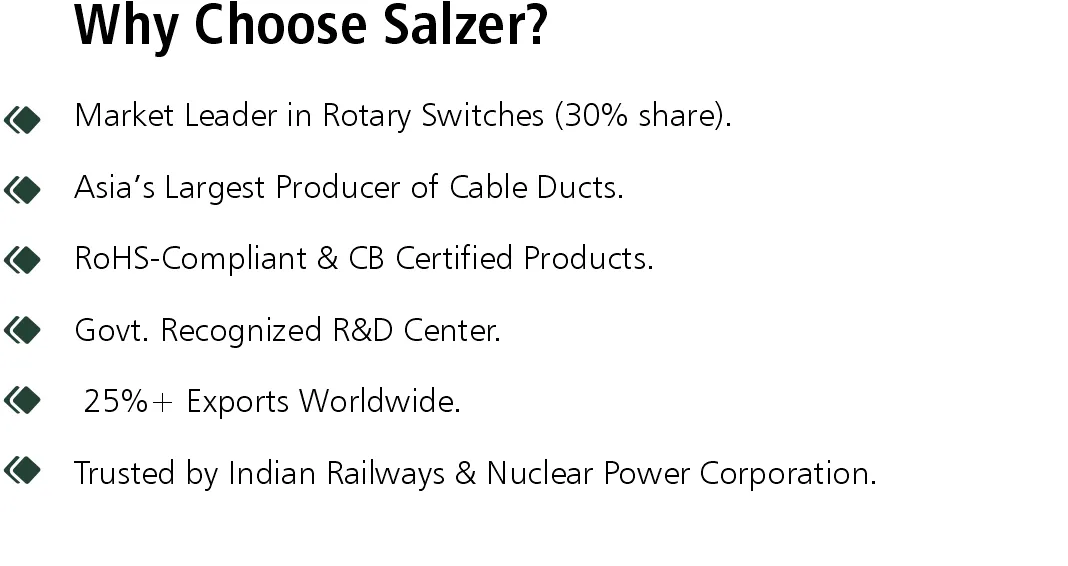 Why Choose Salzer?
Market Leader in Rotary Switches (30% share).
Asia’s Largest Producer of Cable Ducts.
RoHS-Compliant & CB Certified Products.
Govt. Recognized R&D Center.
25%+ Exports Worldwide.
Trusted by Indian Railways & Nuclear Power Corporation.